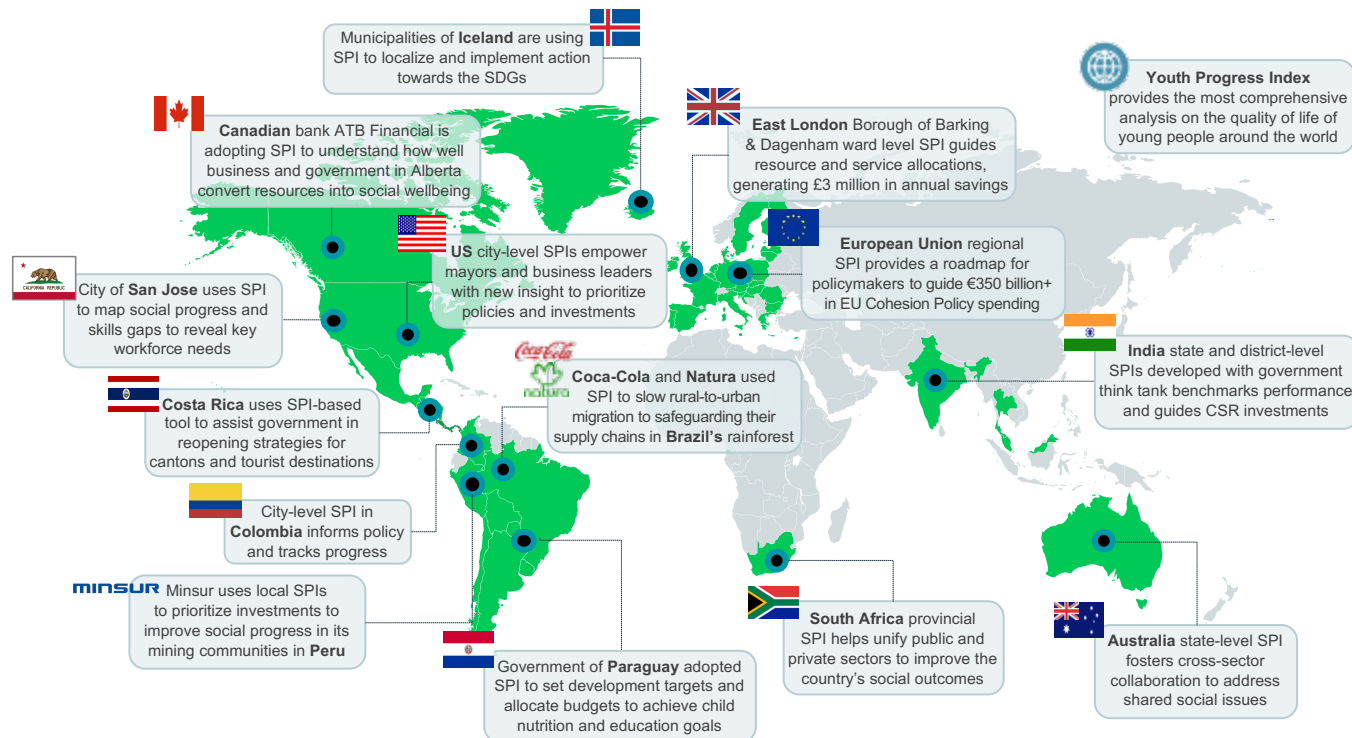 Municipalities of Iceland are using
SPI to localize and implement action
towards the SDGs
Youth Progress Index
provides the most comprehensive
analysis on the quality of life of
young people around the world
Canadian bank ATB Financial is
adopting SPI to understand how well
business and government in Alberta
convert resources into social wellbeing
East London Borough of Barking
& Dagenham ward level SPI guides
resource and service allocations,
generating £3 million in annual savings
US city-level SPIs empower
mayors and business leaders
with new insight to prioritize
policies and investments
European Union regional
SPI provides a roadmap for
policymakers to guide €350 billion+
in EU Cohesion Policy spending
CALIFORNIA REPUBLIC
City of San Jose uses SPI
to map social progress and
skills gaps to reveal key
workforce needs
India state and district-level
SPIs developed with government
think tank benchmarks performance
and guides CSR investments
Coca-Cola
natura
Coca-Cola and Natura used
SPI to slow rural-to-urban
migration to safeguarding their
supply chains in Brazil's rainforest
Costa Rica uses SPI-based
tool to assist government in
reopening strategies for
cantons and tourist destinations
City-level SPI in
Colombia informs policy
and tracks progress
MINSUR
Minsur uses local SPIs
to prioritize investments to
improve social progress in its
mining communities in Peru
Government of Paraguay adopted
SPI to set development targets and
allocate budgets to achieve child
nutrition and education goals
South Africa provincial
SPI helps unify public and
private sectors to improve the
country's social outcomes
Australia state-level SPI
fosters cross-sector
collaboration to address
shared social issues